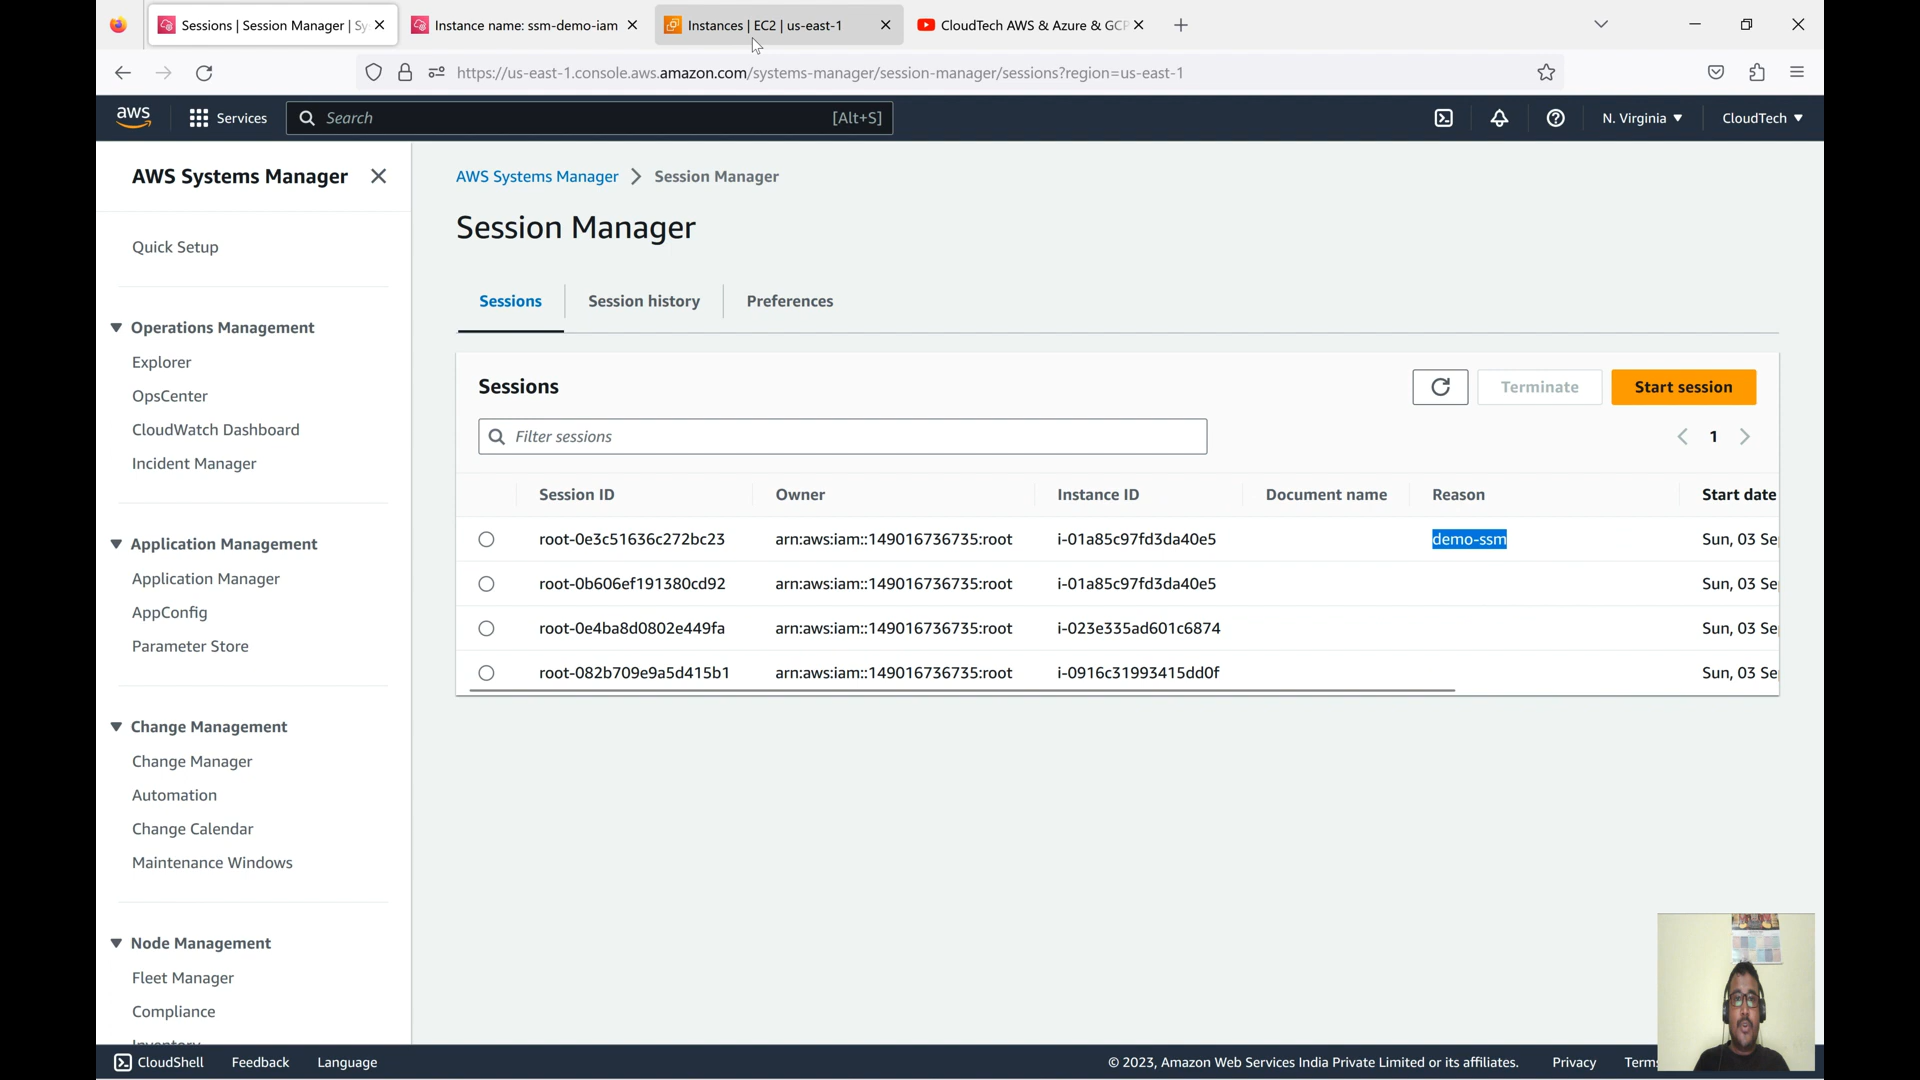 Sessions | Session Manager | Sy
Instance name: ssm-demo-iam
Instances | EC2 | us-east-1
CloudTech AWS & Azure & GCP
https://us-east-1.console.aws.amazon.com/systems-manager/session-manager/sessions?region=us-east-1
aws
Services
Search
[Alt+S]
N. Virginia
CloudTech
AWS Systems Manager
Quick Setup
Operations Management
Explorer
OpsCenter
CloudWatch Dashboard
Incident Manager
Application Management
Application Manager
AppConfig
Parameter Store
Change Management
Change Manager
Automation
Change Calendar
Maintenance Windows
Node Management
Fleet Manager
Compliance
Inventory
AWS Systems Manager > Session Manager
Session Manager
Sessions
Session history
Preferences
Sessions
Terminate
Start session
Filter sessions
1
Session ID Owner Instance ID Document name Reason Start date
root-0e3c51636c272bc23 arn:aws:iam::149016736735:root i-01a85c97fd3da40e5 demo-ssm Sun, 03 Se
root-0b606ef191380cd92 arn:aws:iam::149016736735:root i-01a85c97fd3da40e5 Sun, 03 Se
root-0e4ba8d0802e449fa arn:aws:iam::149016736735:root i-023e335ad601c6874 Sun, 03 Se
root-082b709e9a5d415b1 arn:aws:iam::149016736735:root i-0916c31993415dd0f Sun, 03 Se
CloudShell
Feedback
Language
© 2023, Amazon Web Services India Private Limited or its affiliates.
Privacy
Terms